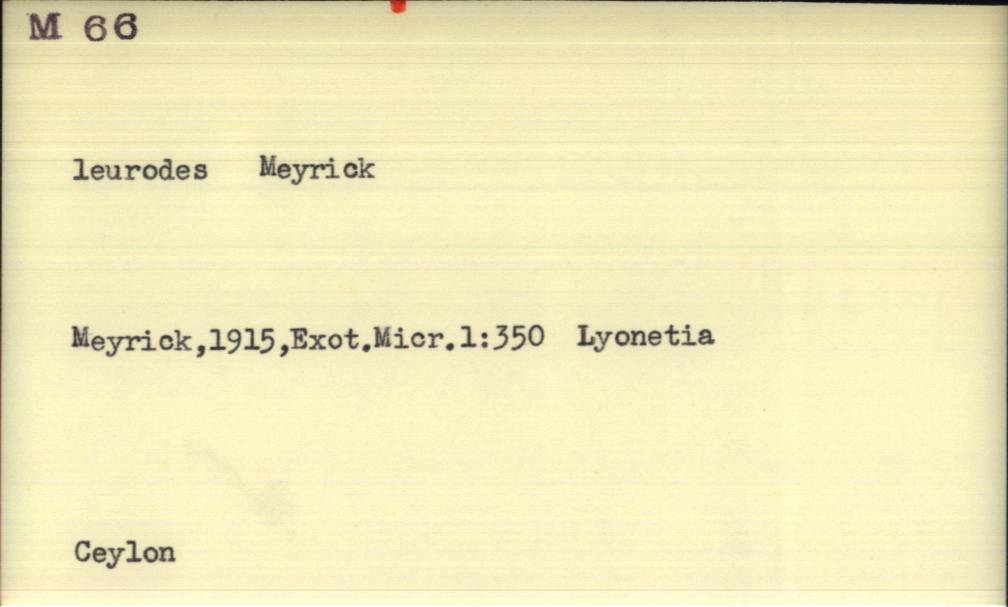 M 66
leurodes Meyrick
Meyrick,1915,Exot.Micr.1:350 Lyonetia
Ceylon